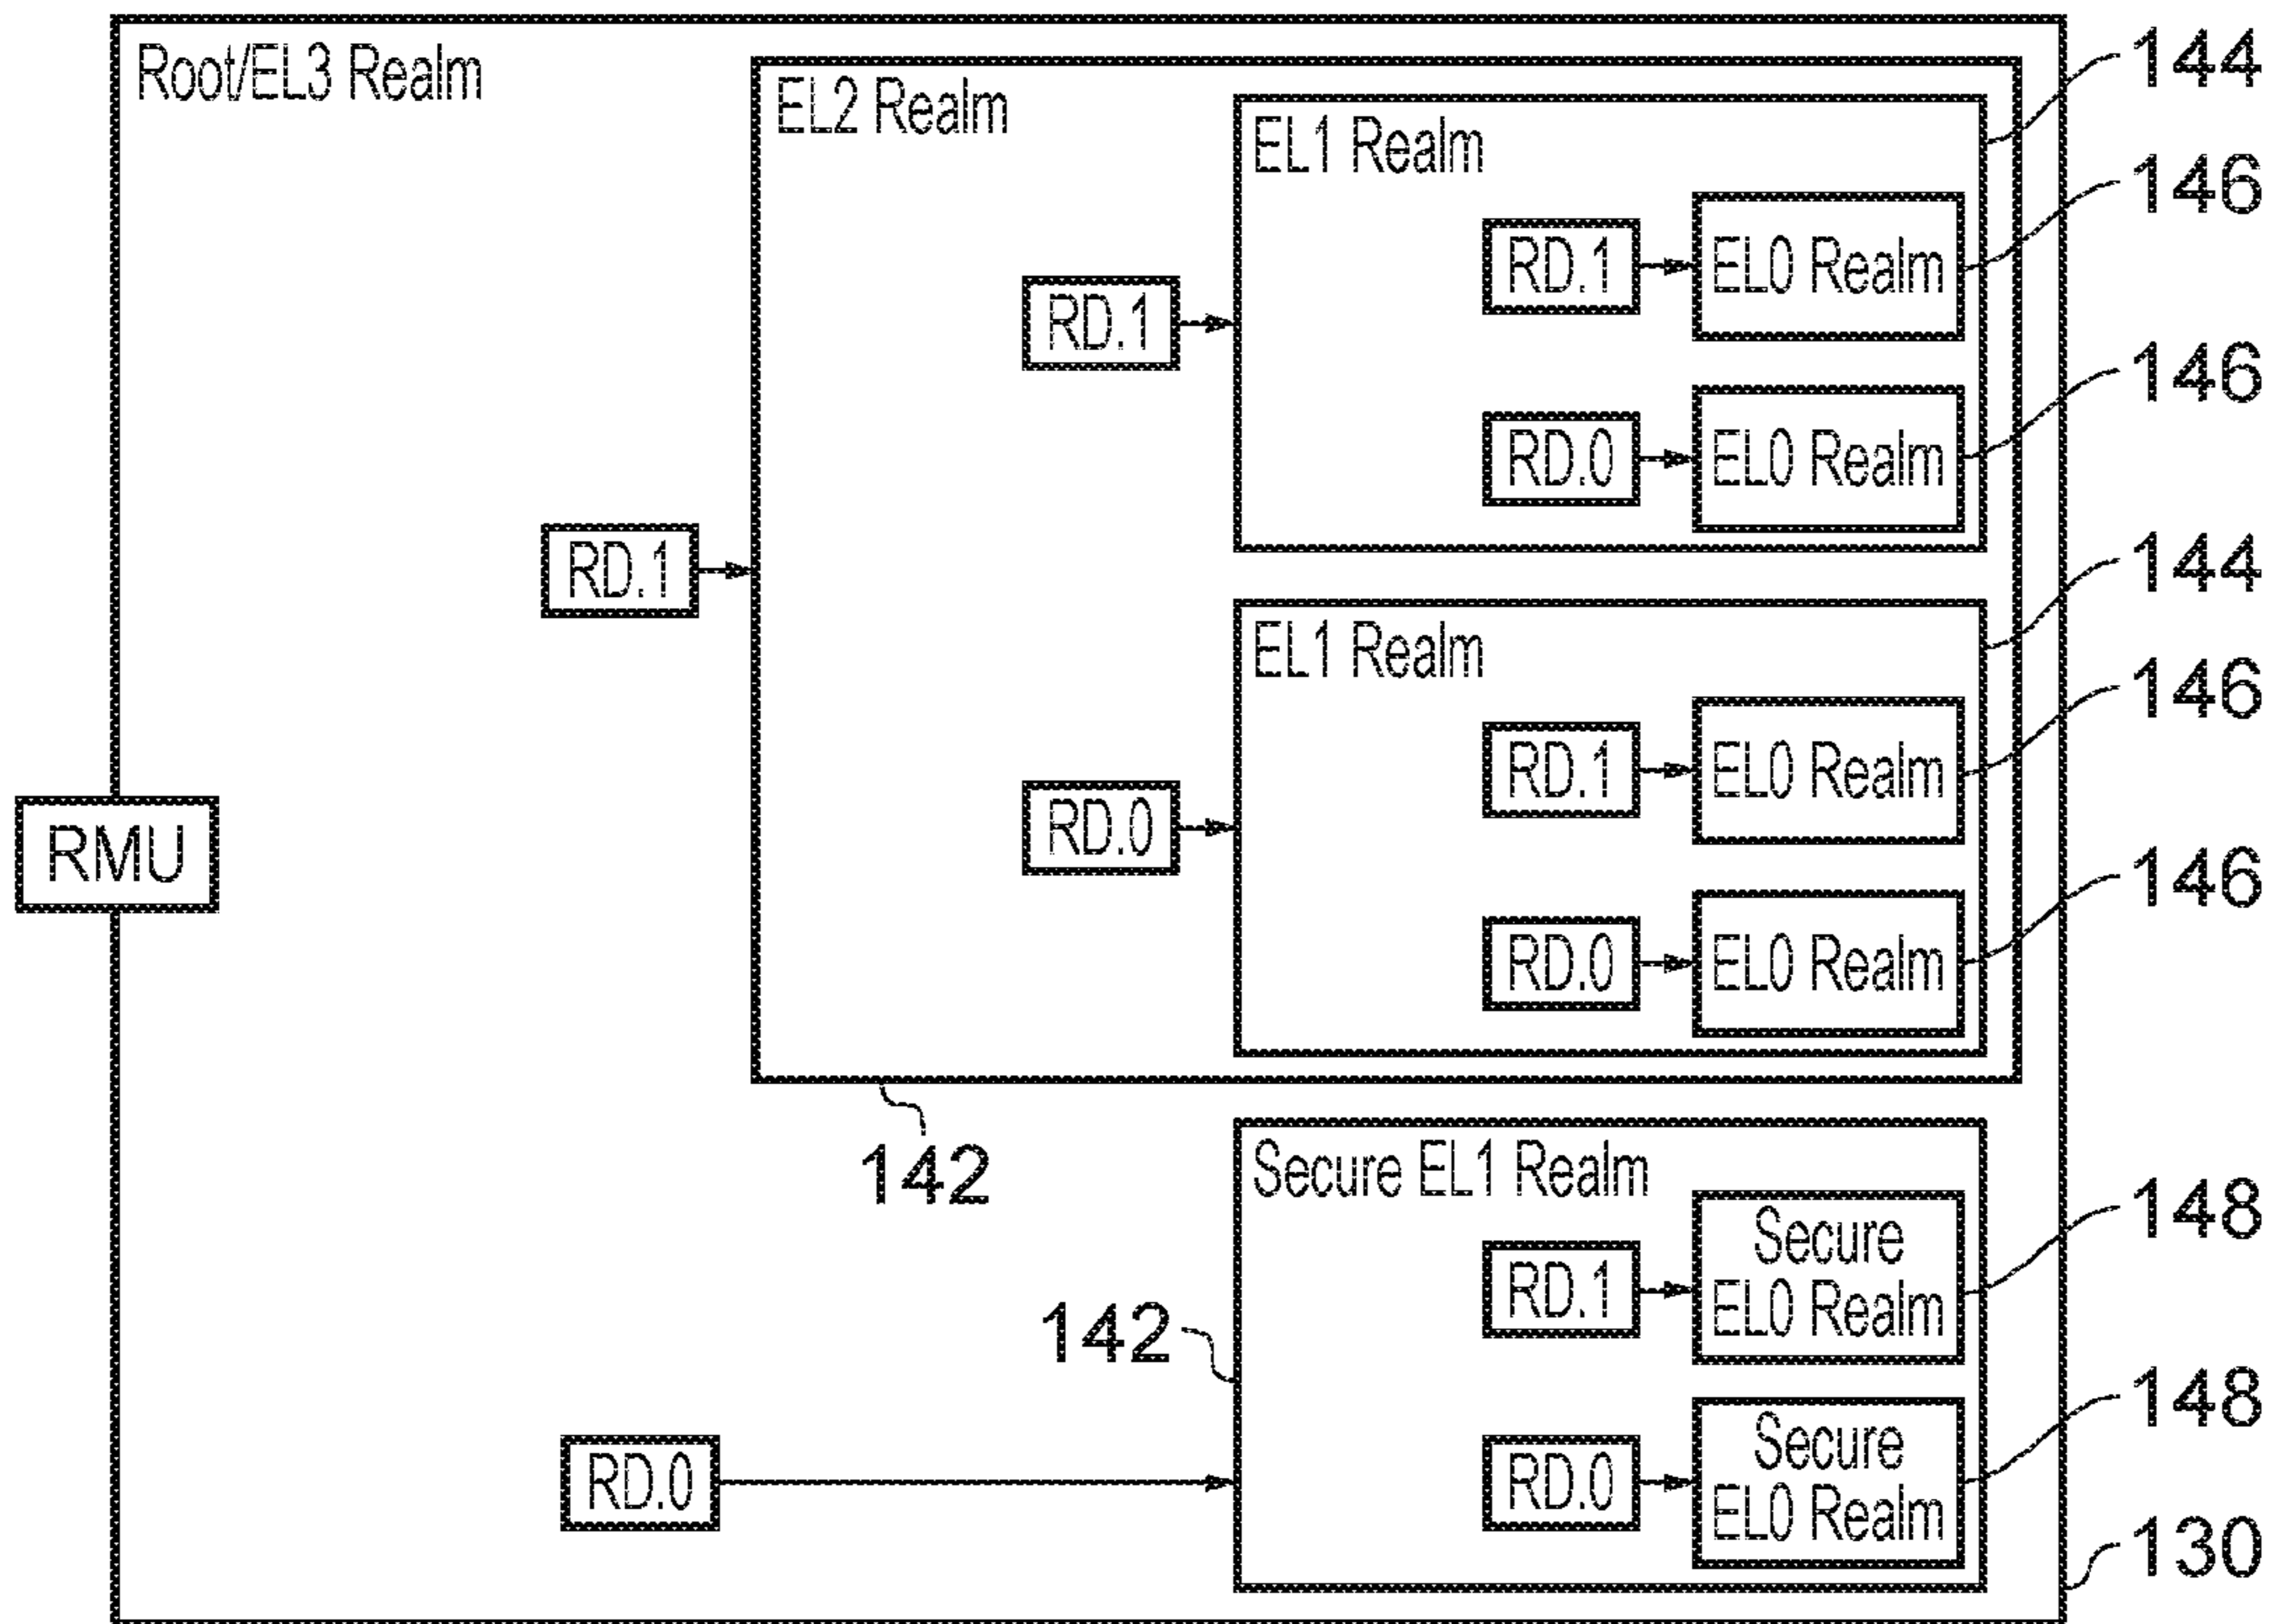 Root/EL3 Realm
144
EL2 Realm
EL1 Realm
146
RD.1
EL0 Realm
RD.1
146
RD.0
EL0 Realm
144
RD.1
EL1 Realm
146
RD.1
EL0 Realm
RMU
RD.0
146
RD.0
EL0 Realm
142
Secure EL1 Realm
148
Secure
EL0 Realm
RD.1
142
148
Secure
EL0 Realm
RD.0
RD.0
130